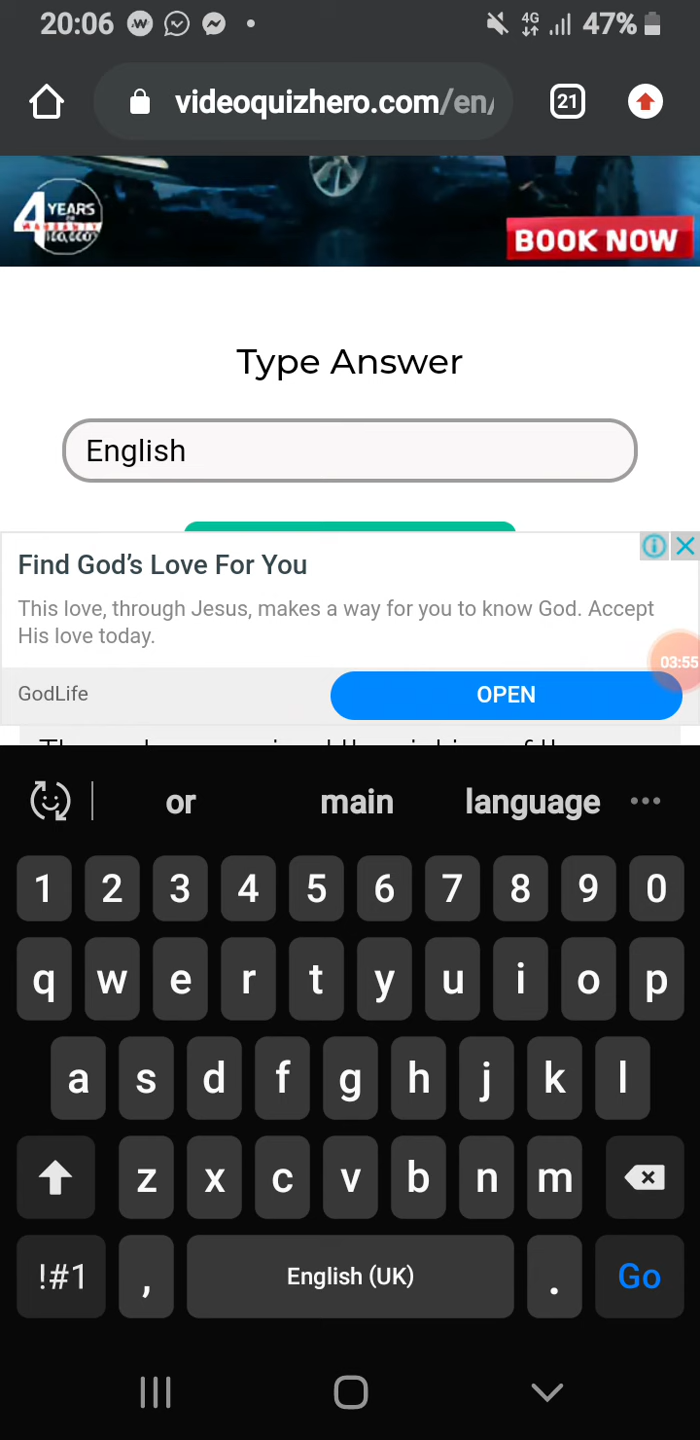 20:06
4G
47%
videoquizhero.com/en/
21
4 YEARS
WARRANTY
BOOK NOW
Type Answer
English
Find God's Love For You
This love, through Jesus, makes a way for you to know God. Accept
His love today.
03:55
GodLife
OPEN
or main language
1 2 3 4 5 6 7 8 9 0
q w e r t y u i o p
a s d f g h j k l
z x c v b n m
!#1 , English (UK) . Go